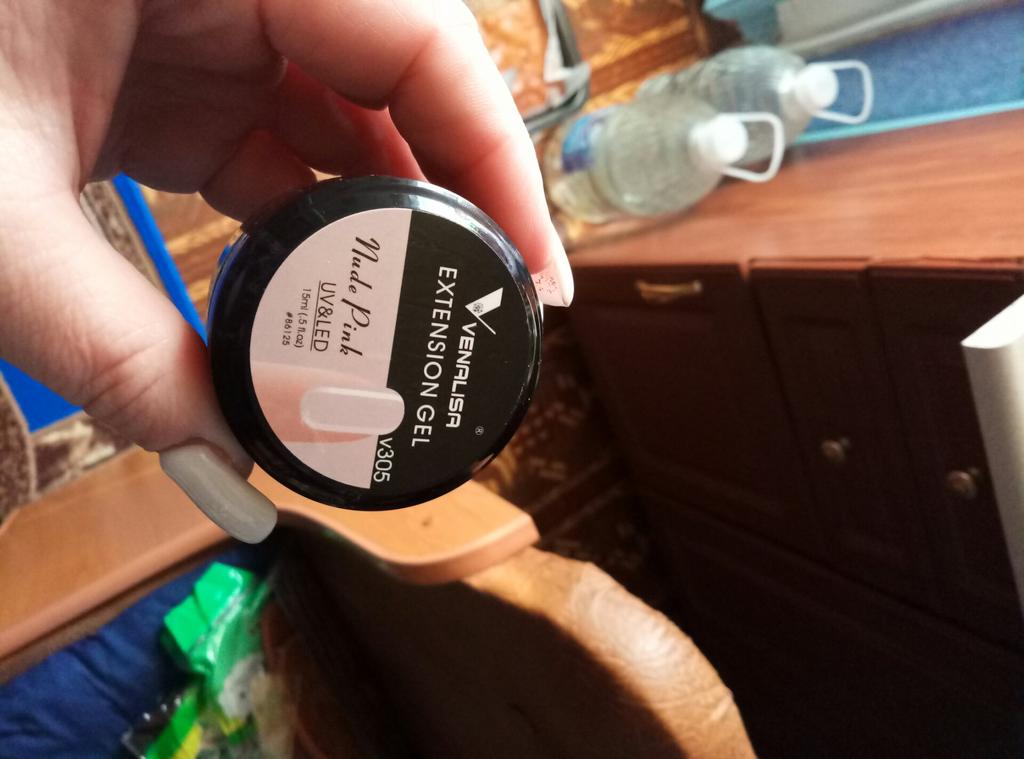 VENALISA®
EXTENSION GEL
V305
Nude Pink
UV&LED
15ml (.5 fl.oz)
#86125